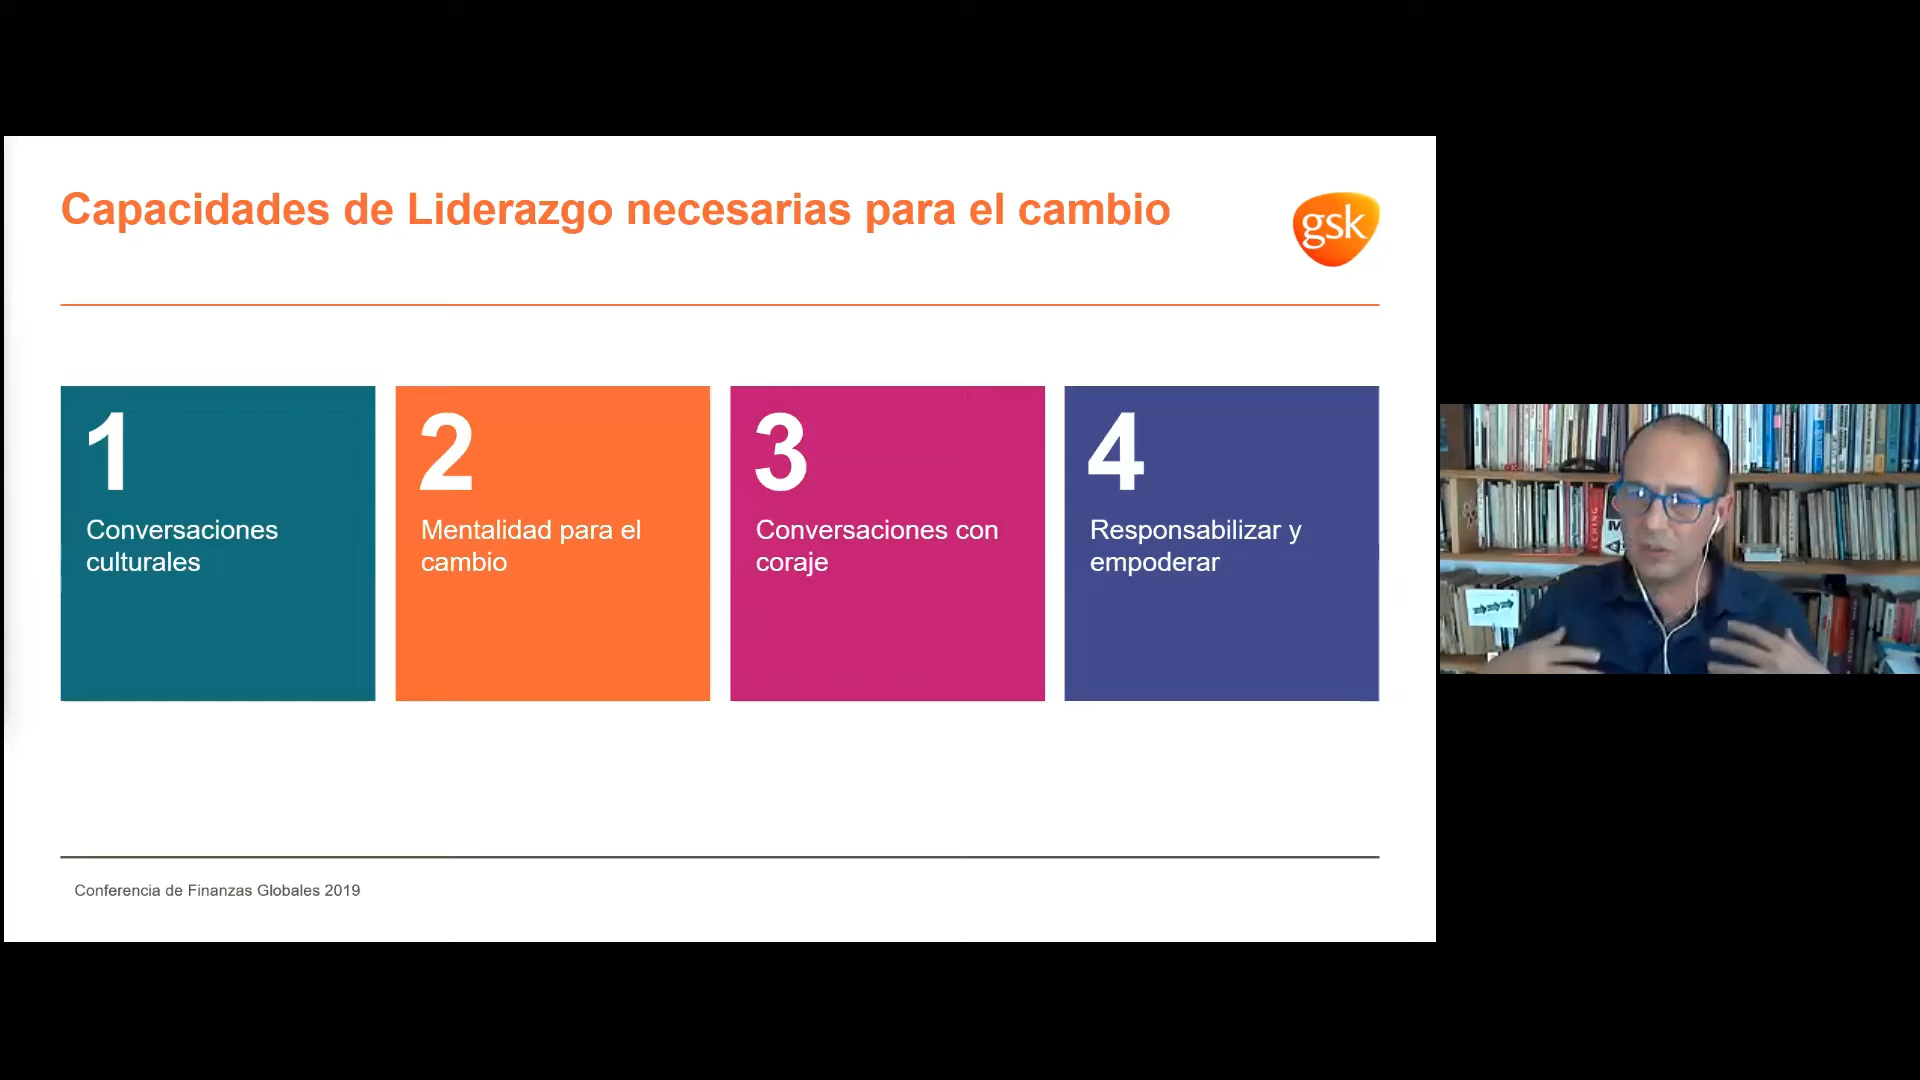 Capacidades de Liderazgo necesarias para el cambio
gsk
1
Conversaciones
culturales
2
Mentalidad para el
cambio
3
Conversaciones con
coraje
4
Responsabilizar y
empoderar
Conferencia de Finanzas Globales 2019